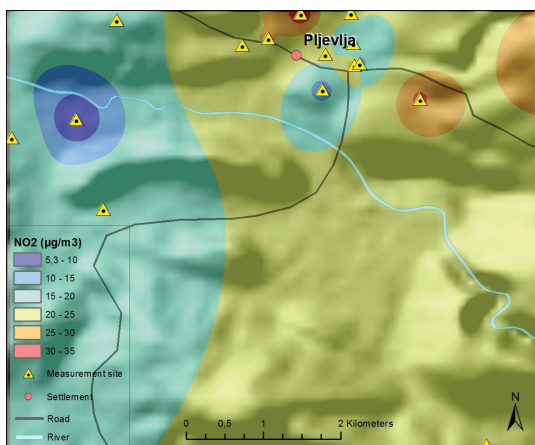 Pljevlja
NO2 (µg/m3)
5,3 - 10
10 - 15
15 - 20
20 - 25
25 - 30
30 - 35
Measurement site
Settlement
Road
River
0 0,5 1 2 Kilometers
N